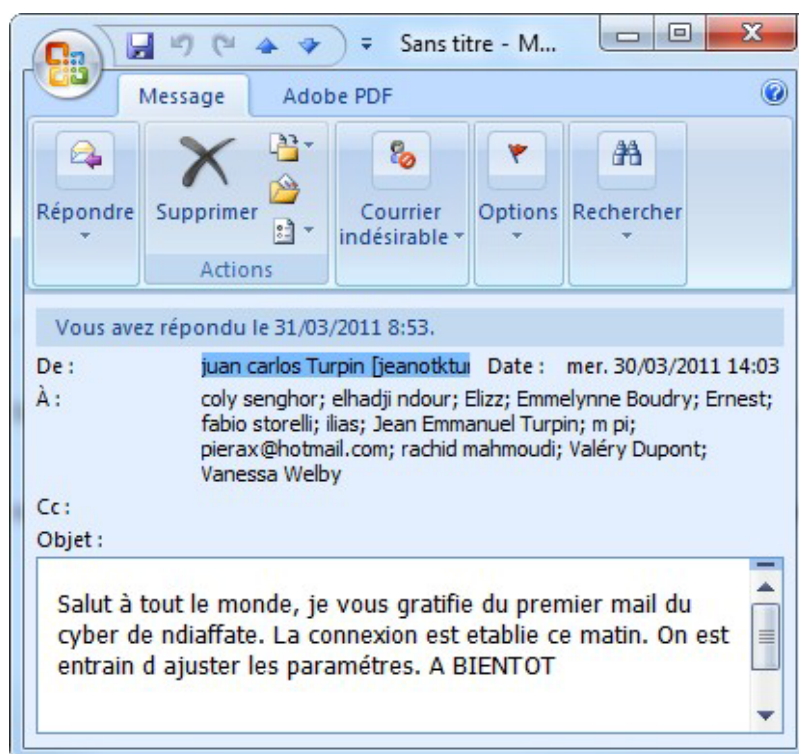 Sans titre - M...
Message Adobe PDF
Répondre
Supprimer
Courrier
indésirable
Options
Rechercher
Actions
Vous avez répondu le 31/03/2011 8:53.
De : juan carlos Turpin [jeanotktur Date : mer. 30/03/2011 14:03
À : coly senghor; elhadji ndour; Elizz; Emmelynne Boudry; Ernest;
fabio storelli; ilias; Jean Emmanuel Turpin; m pi;
pierax@hotmail.com; rachid mahmoudi; Valéry Dupont;
Vanessa Welby
Cc :
Objet :
Salut à tout le monde, je vous gratifie du premier mail du
cyber de ndiaffate. La connexion est etablie ce matin. On est
entrain d ajuster les paramétres. A BIENTOT